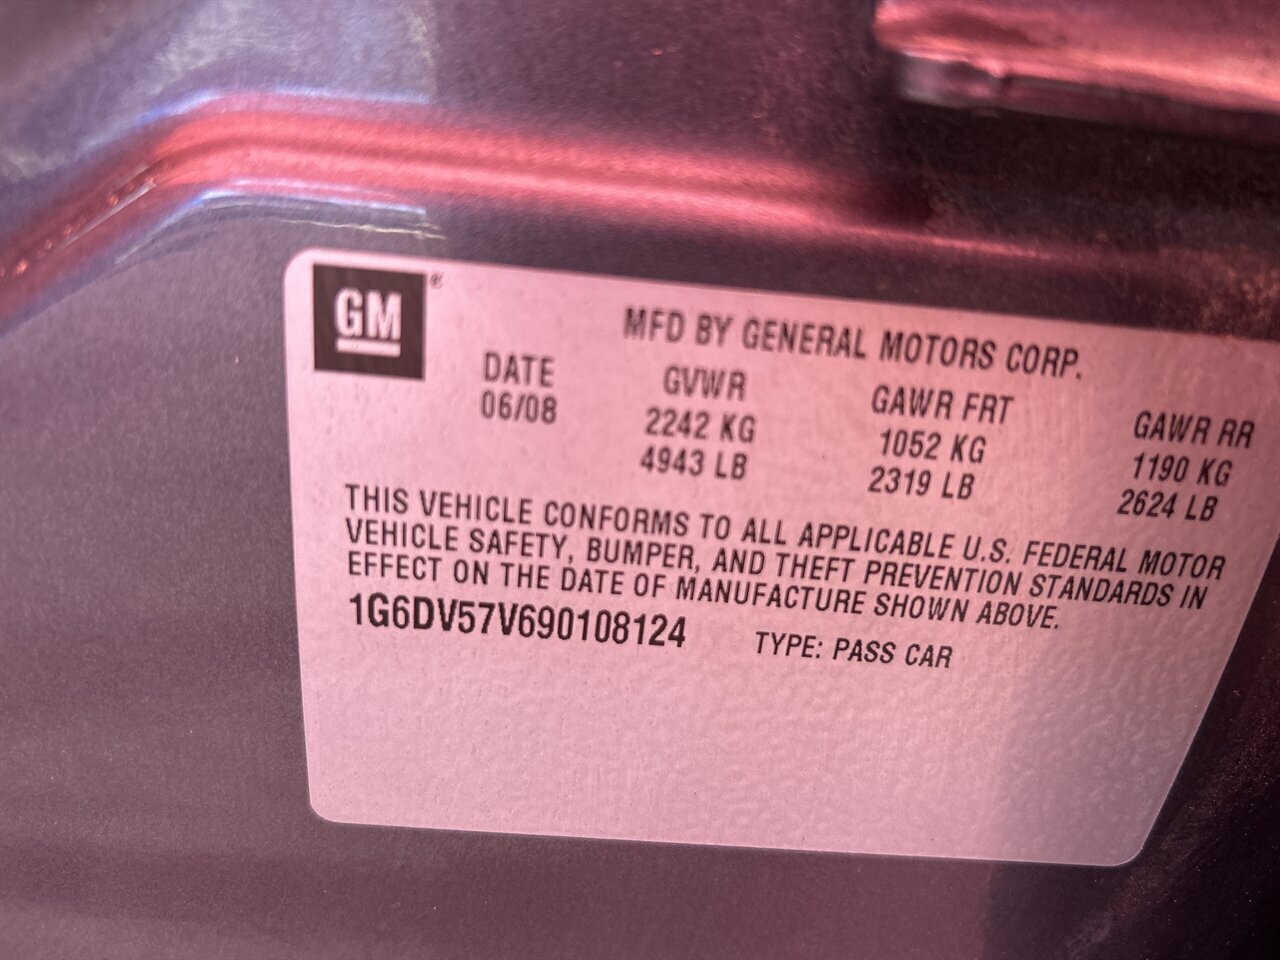 GM ®
MFD BY GENERAL MOTORS CORP.
DATE GVWR GAWR FRT GAWR RR
06/08 2242 KG 1052 KG 1190 KG
4943 LB 2319 LB 2624 LB
THIS VEHICLE CONFORMS TO ALL APPLICABLE U.S. FEDERAL MOTOR
VEHICLE SAFETY, BUMPER, AND THEFT PREVENTION STANDARDS IN
EFFECT ON THE DATE OF MANUFACTURE SHOWN ABOVE.
1G6DV57V690108124 TYPE: PASS CAR